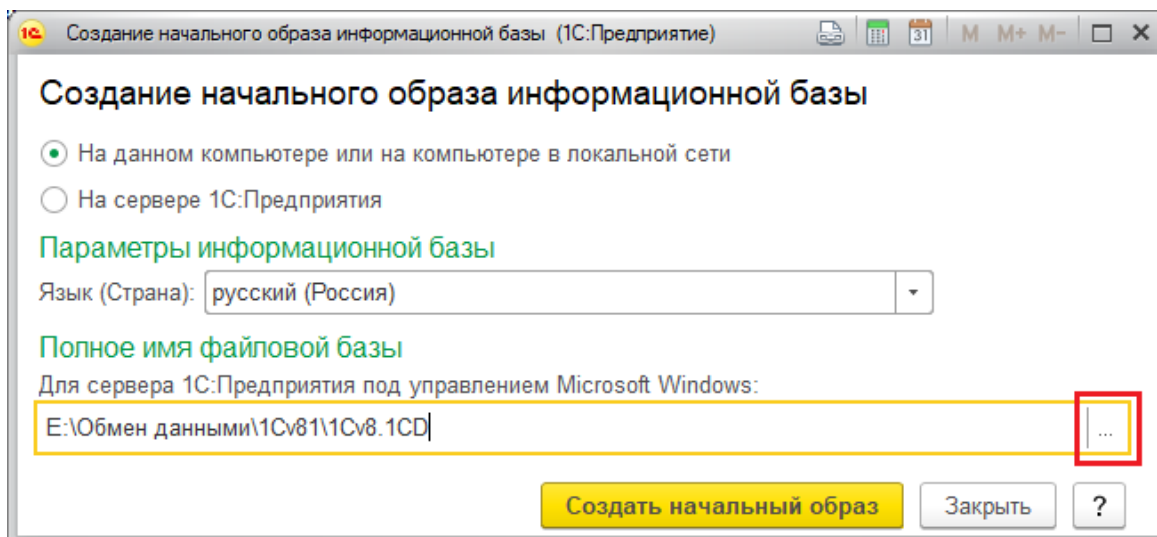 1С Создание начального образа информационной базы (1С:Предприятие) 31 M M+ M-
Создание начального образа информационной базы
На данном компьютере или на компьютере в локальной сети
На сервере 1С:Предприятия
Параметры информационной базы
Язык (Страна): русский (Россия)
Полное имя файловой базы
Для сервера 1С:Предприятия под управлением Microsoft Windows:
E:\Обмен данными\1Cv81\1Cv8.1CD ...
Создать начальный образ Закрыть ?